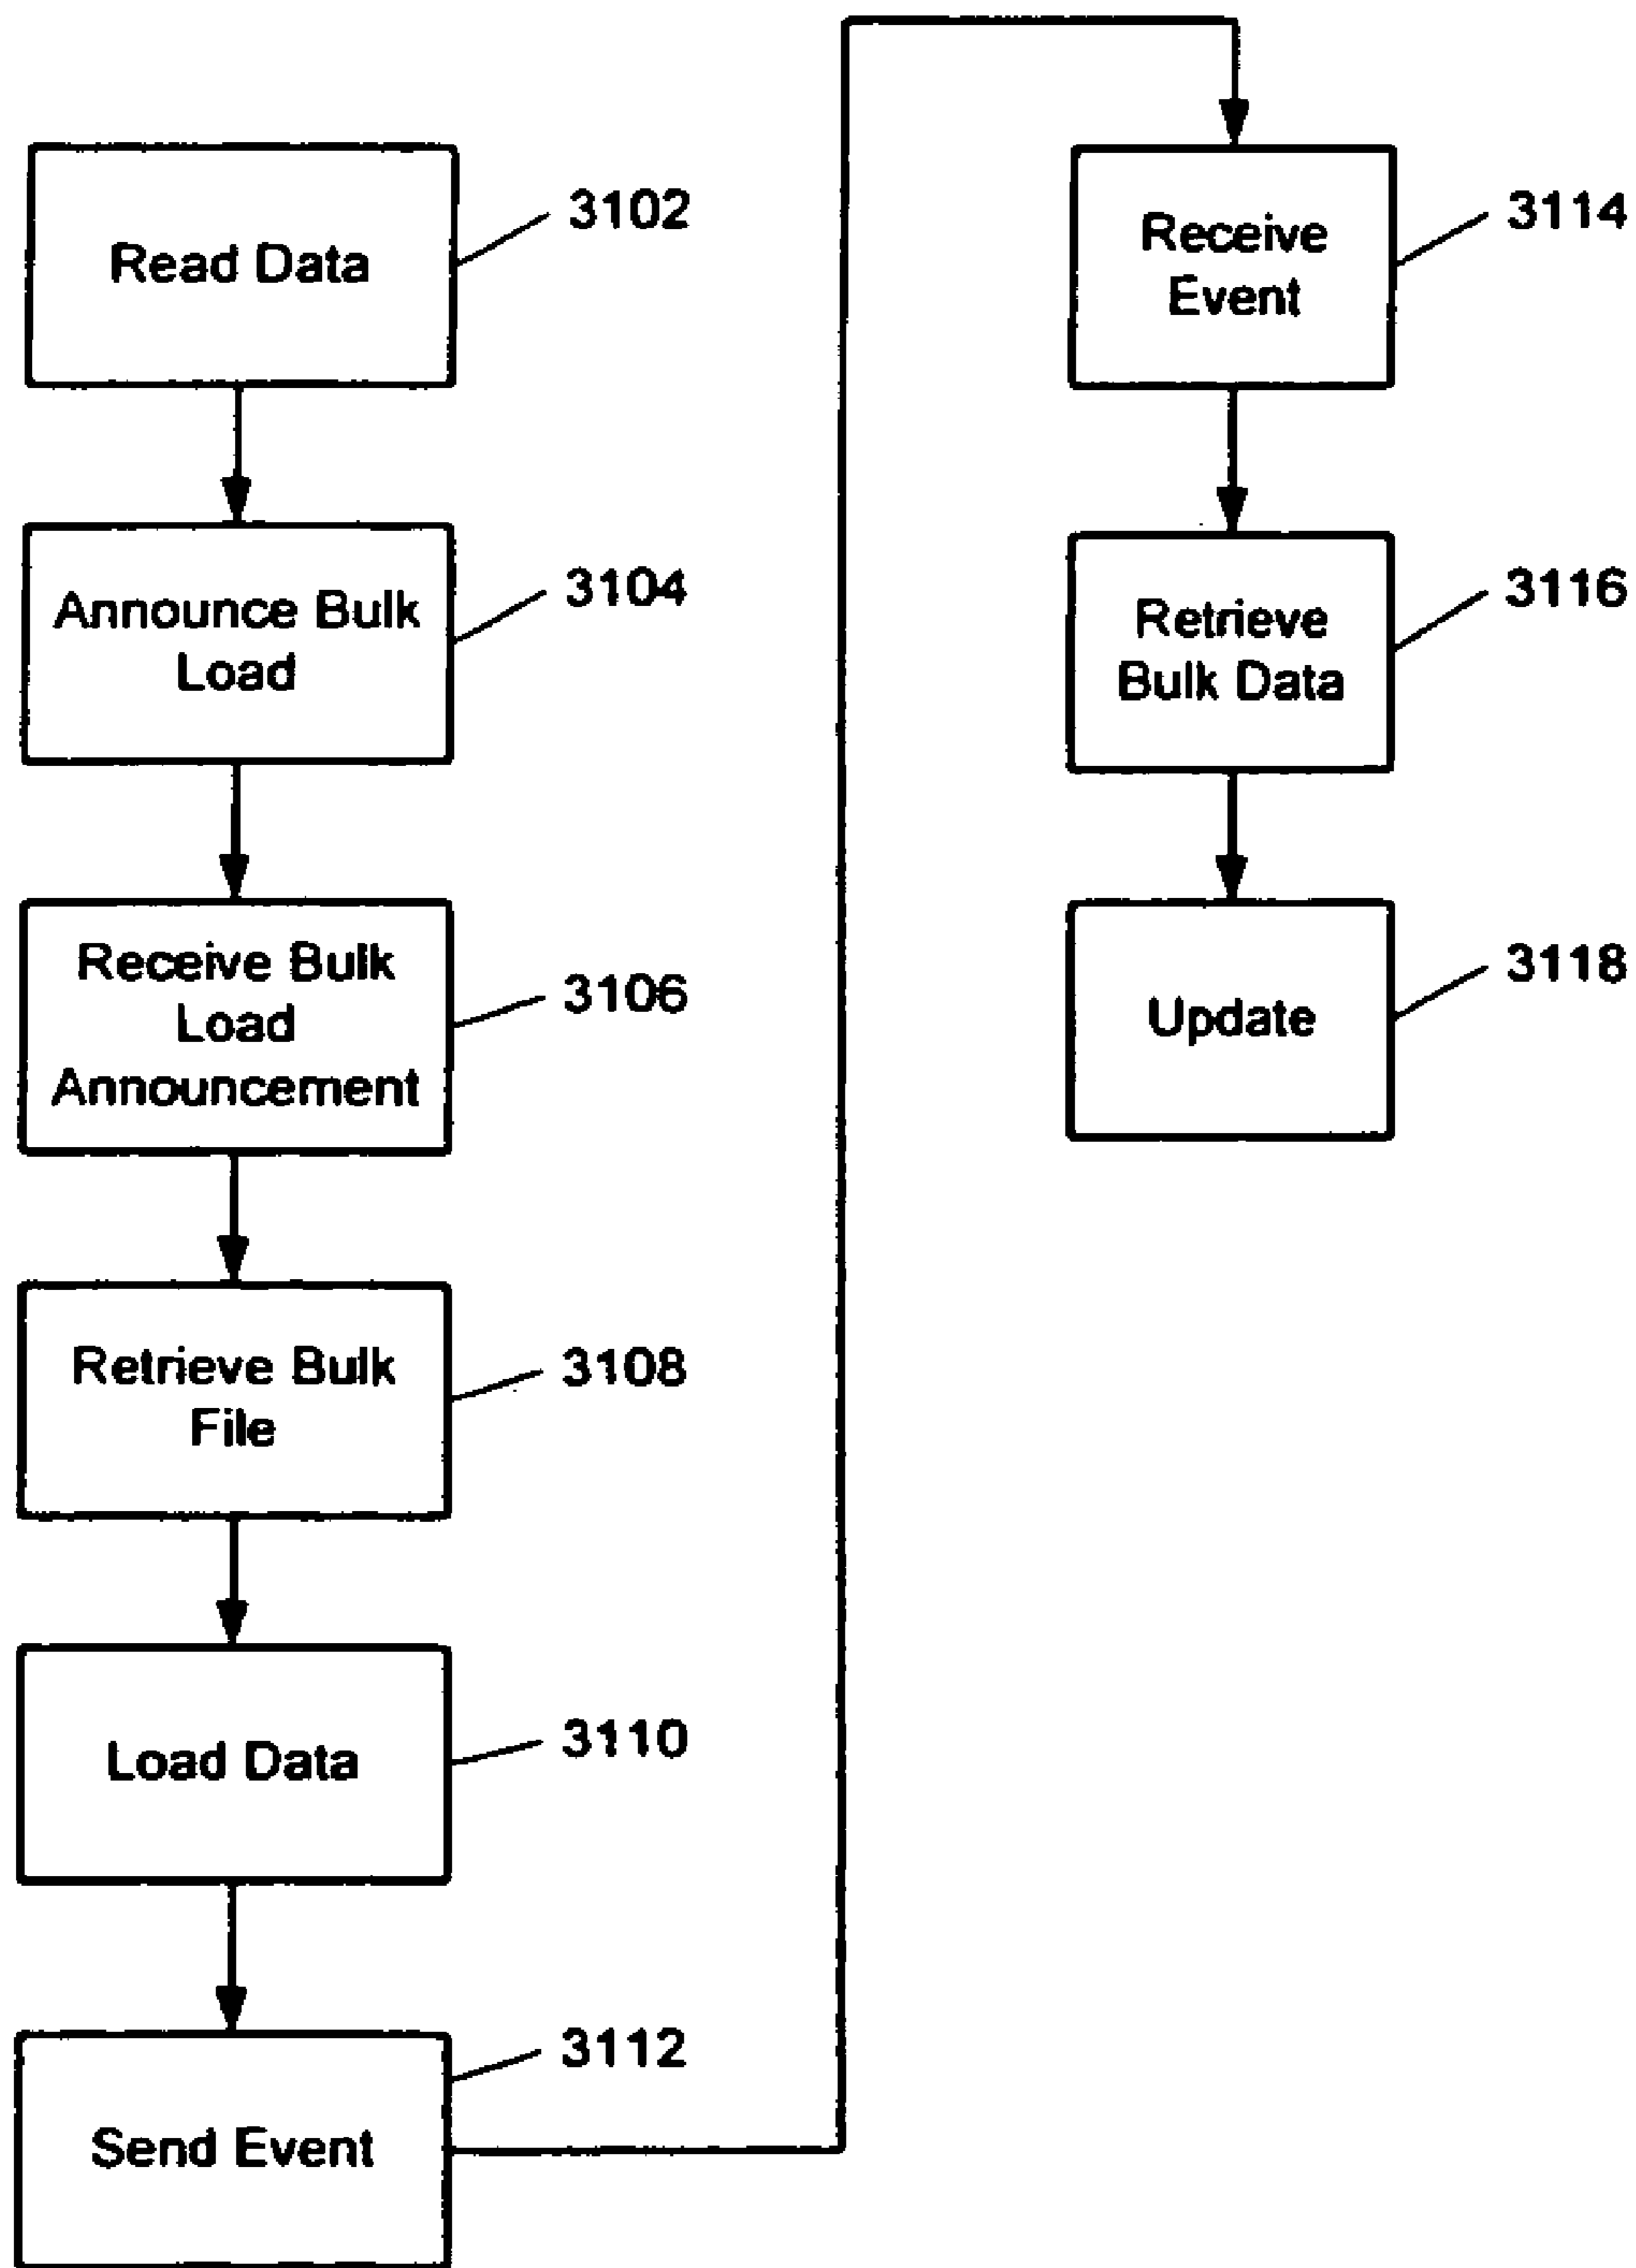 Read Data
3102
Announce Bulk
Load
3104
Receive Bulk
Load
Announcement
3106
Retrieve Bulk
File
3108
Load Data
3110
Send Event
3112
Receive
Event
3114
Retrieve
Bulk Data
3116
Update
3118